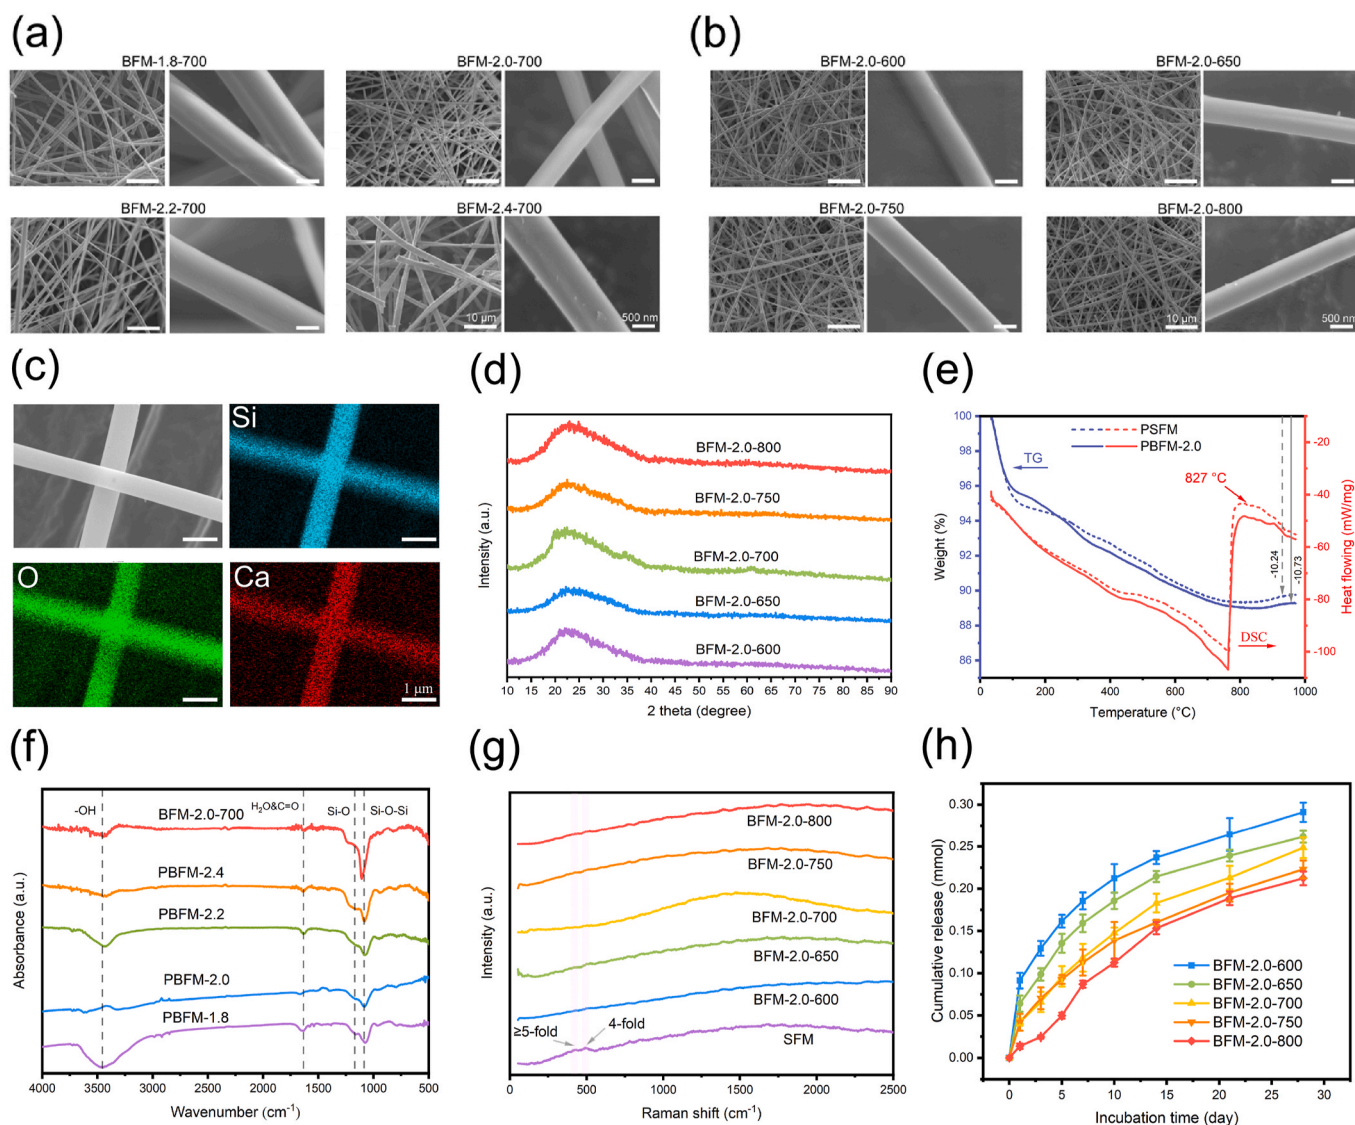 (a)
BFM-1.8-700
BFM-2.0-700
BFM-2.2-700
BFM-2.4-700
10 μm
500 nm
(b)
BFM-2.0-600
BFM-2.0-650
BFM-2.0-750
BFM-2.0-800
10 μm
500 nm
(c)
Si
O
Ca
1 μm
(d)
Intensity (a.u.)
BFM-2.0-800
BFM-2.0-750
BFM-2.0-700
BFM-2.0-650
BFM-2.0-600
10 15 20 25 30 35 40 45 50 55 60 65 70 75 80 85 90
2 theta (degree)
(e)
100
98
96
94
92
90
88
86
Weight (%)
PSFM
PBFM-2.0
TG
827 °C
-10.24
-10.73
DSC
-20
-40
-60
-80
-100
Heat flowing (mW/mg)
0 200 400 600 800 1000
Temperature (°C)
(f)
Absorbance (a.u.)
-OH
H₂O&C=O
Si-O
Si-O-Si
BFM-2.0-700
PBFM-2.4
PBFM-2.2
PBFM-2.0
PBFM-1.8
4000 3500 3000 2500 2000 1500 1000 500
Wavenumber (cm⁻¹)
(g)
Intensity (a.u.)
BFM-2.0-800
BFM-2.0-750
BFM-2.0-700
BFM-2.0-650
BFM-2.0-600
≥5-fold
4-fold
SFM
0 500 1000 1500 2000 2500
Raman shift (cm⁻¹)
(h)
0.30
0.25
0.20
0.15
0.10
0.05
0.00
Cumulative release (mmol)
BFM-2.0-600
BFM-2.0-650
BFM-2.0-700
BFM-2.0-750
BFM-2.0-800
0 5 10 15 20 25 30
Incubation time (day)